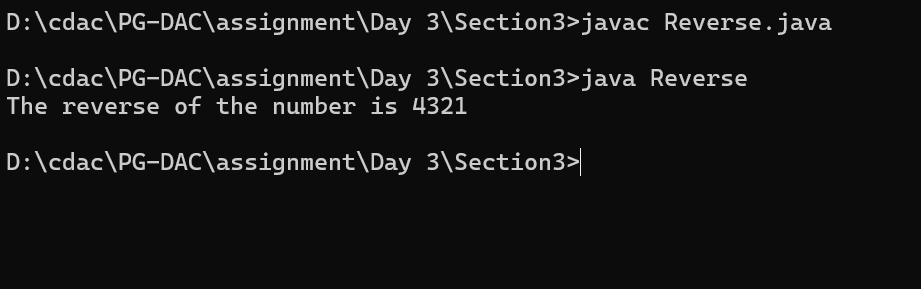 D:\cdac\PG-DAC\assignment\Day 3\Section3>javac Reverse.java
D:\cdac\PG-DAC\assignment\Day 3\Section3>java Reverse
The reverse of the number is 4321
D:\cdac\PG-DAC\assignment\Day 3\Section3>